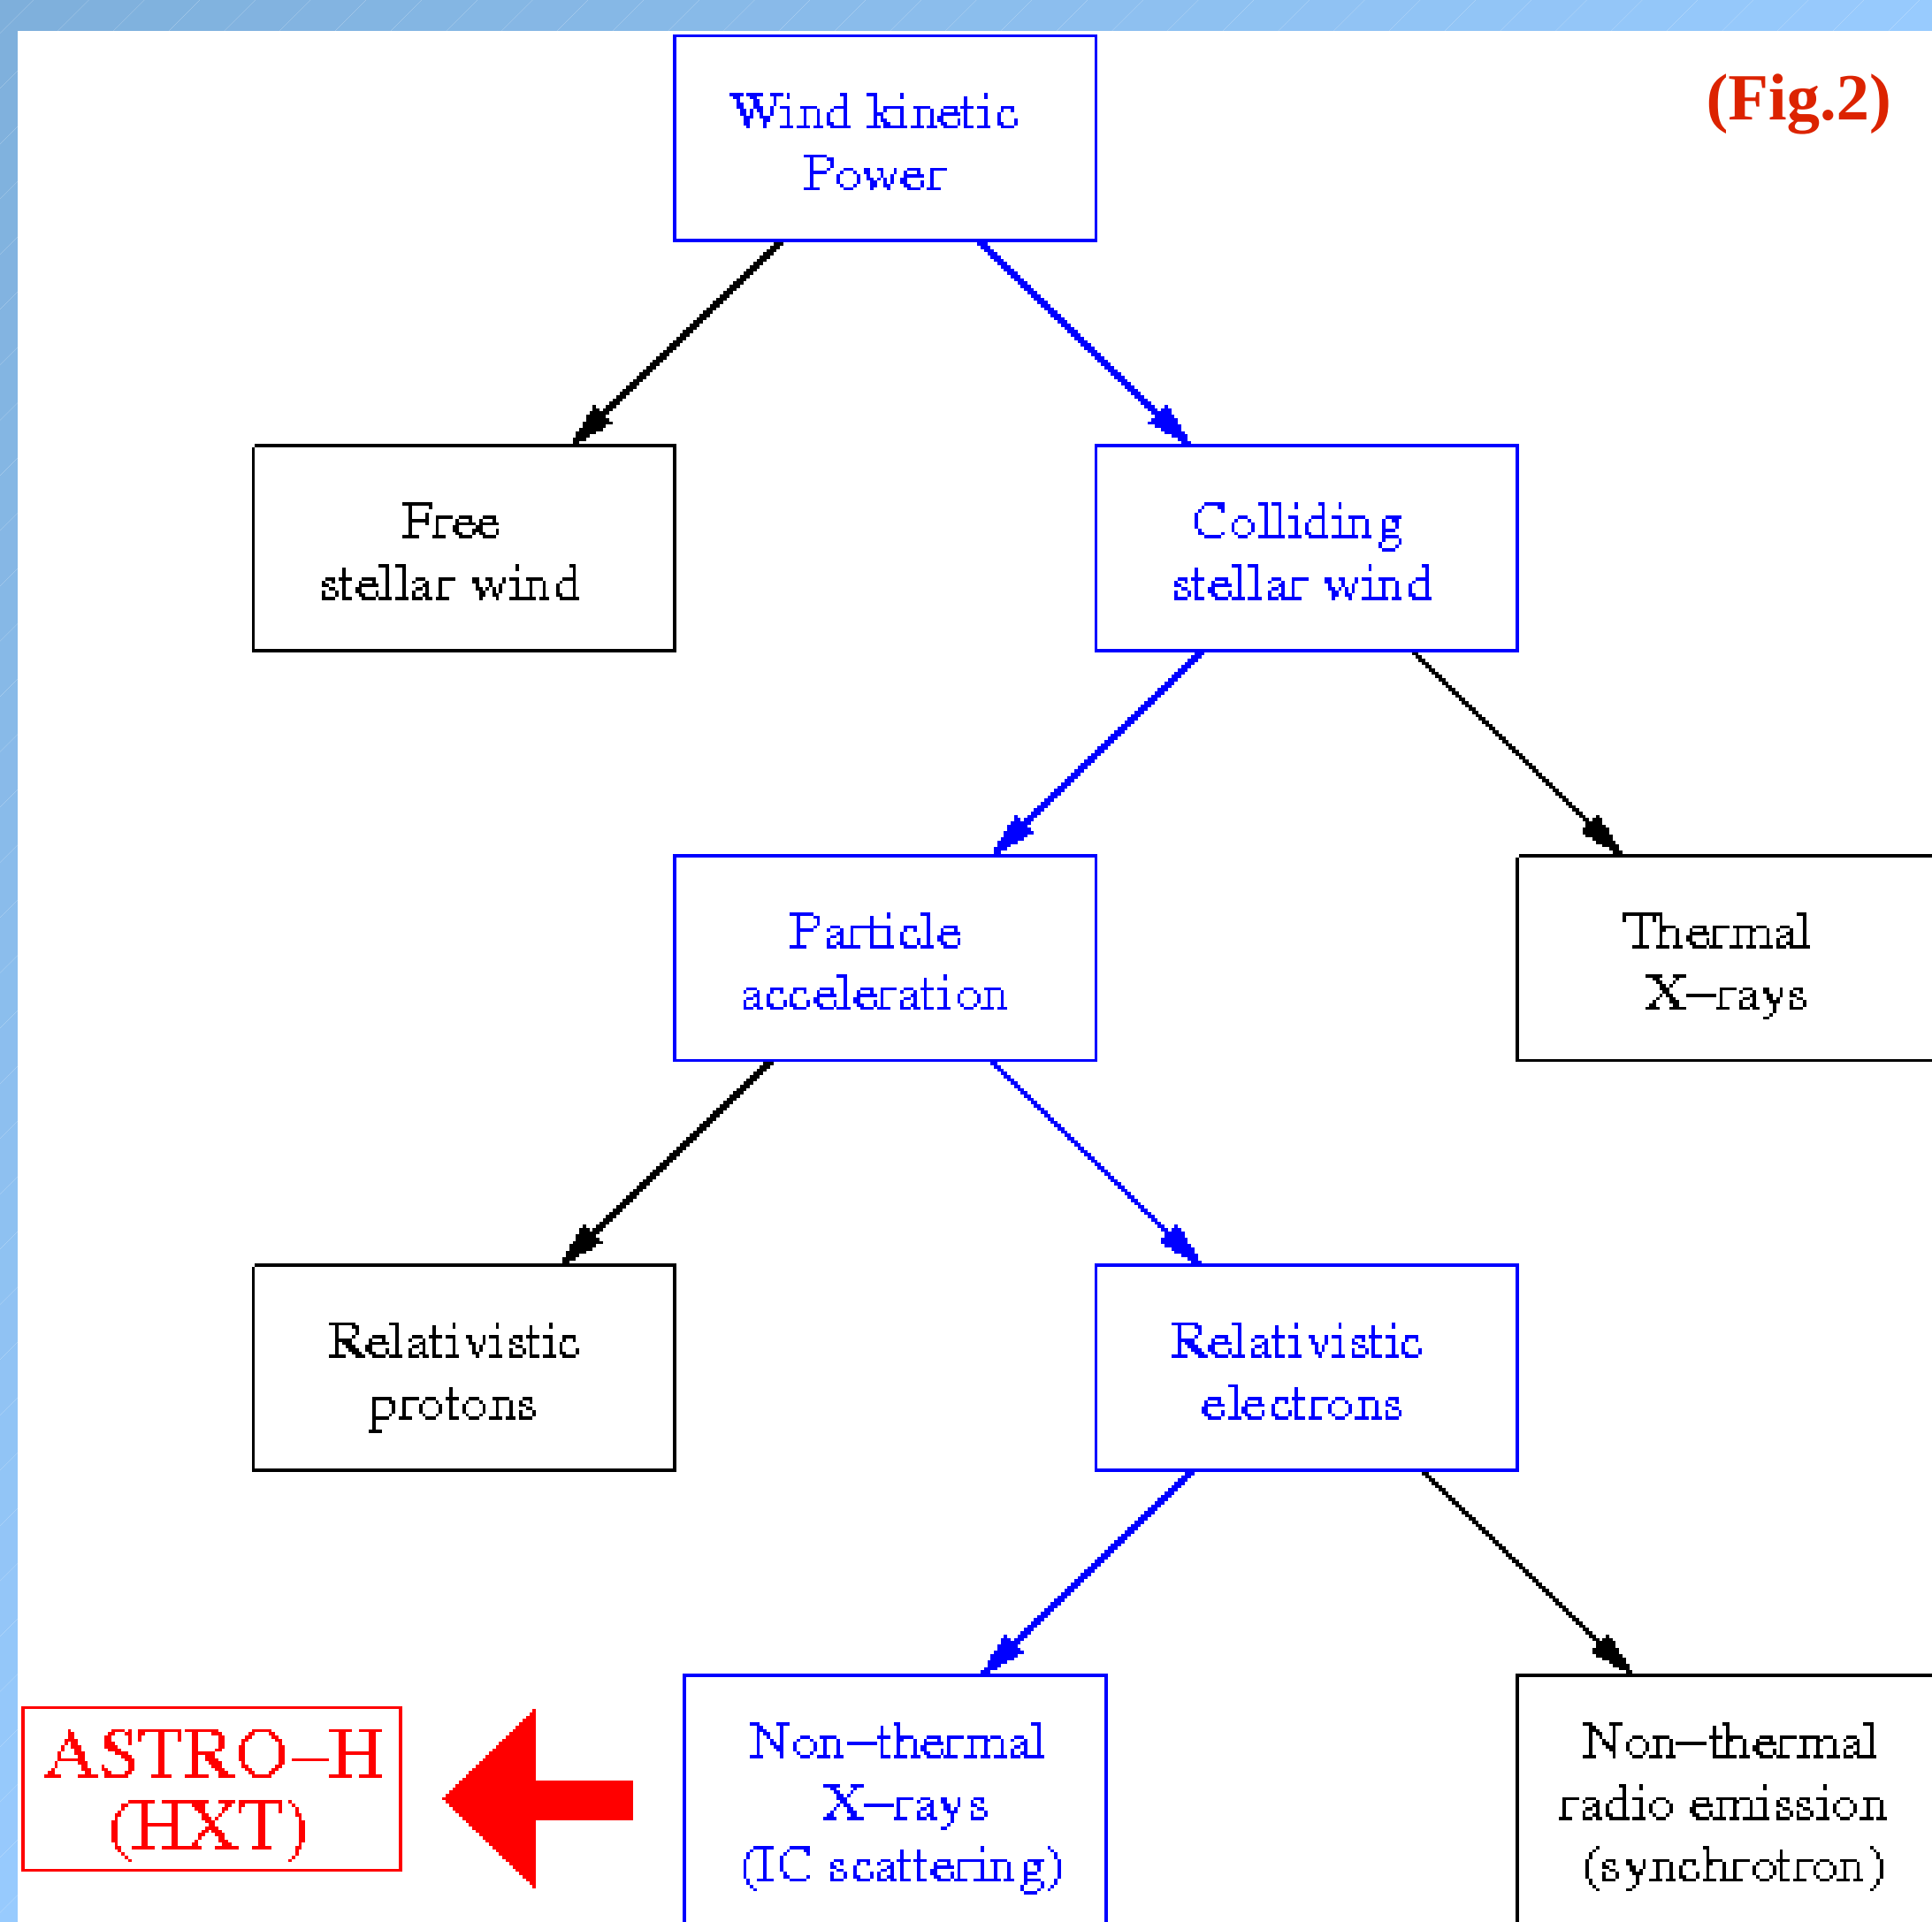 (Fig.2)
Wind kinetic
Power
Free
stellar wind
Colliding
stellar wind
Particle
acceleration
Thermal
X–rays
Relativistic
protons
Relativistic
electrons
ASTRO–H
(HXT)
Non–thermal
X–rays
(IC scattering)
Non–thermal
radio emission
(synchrotron)